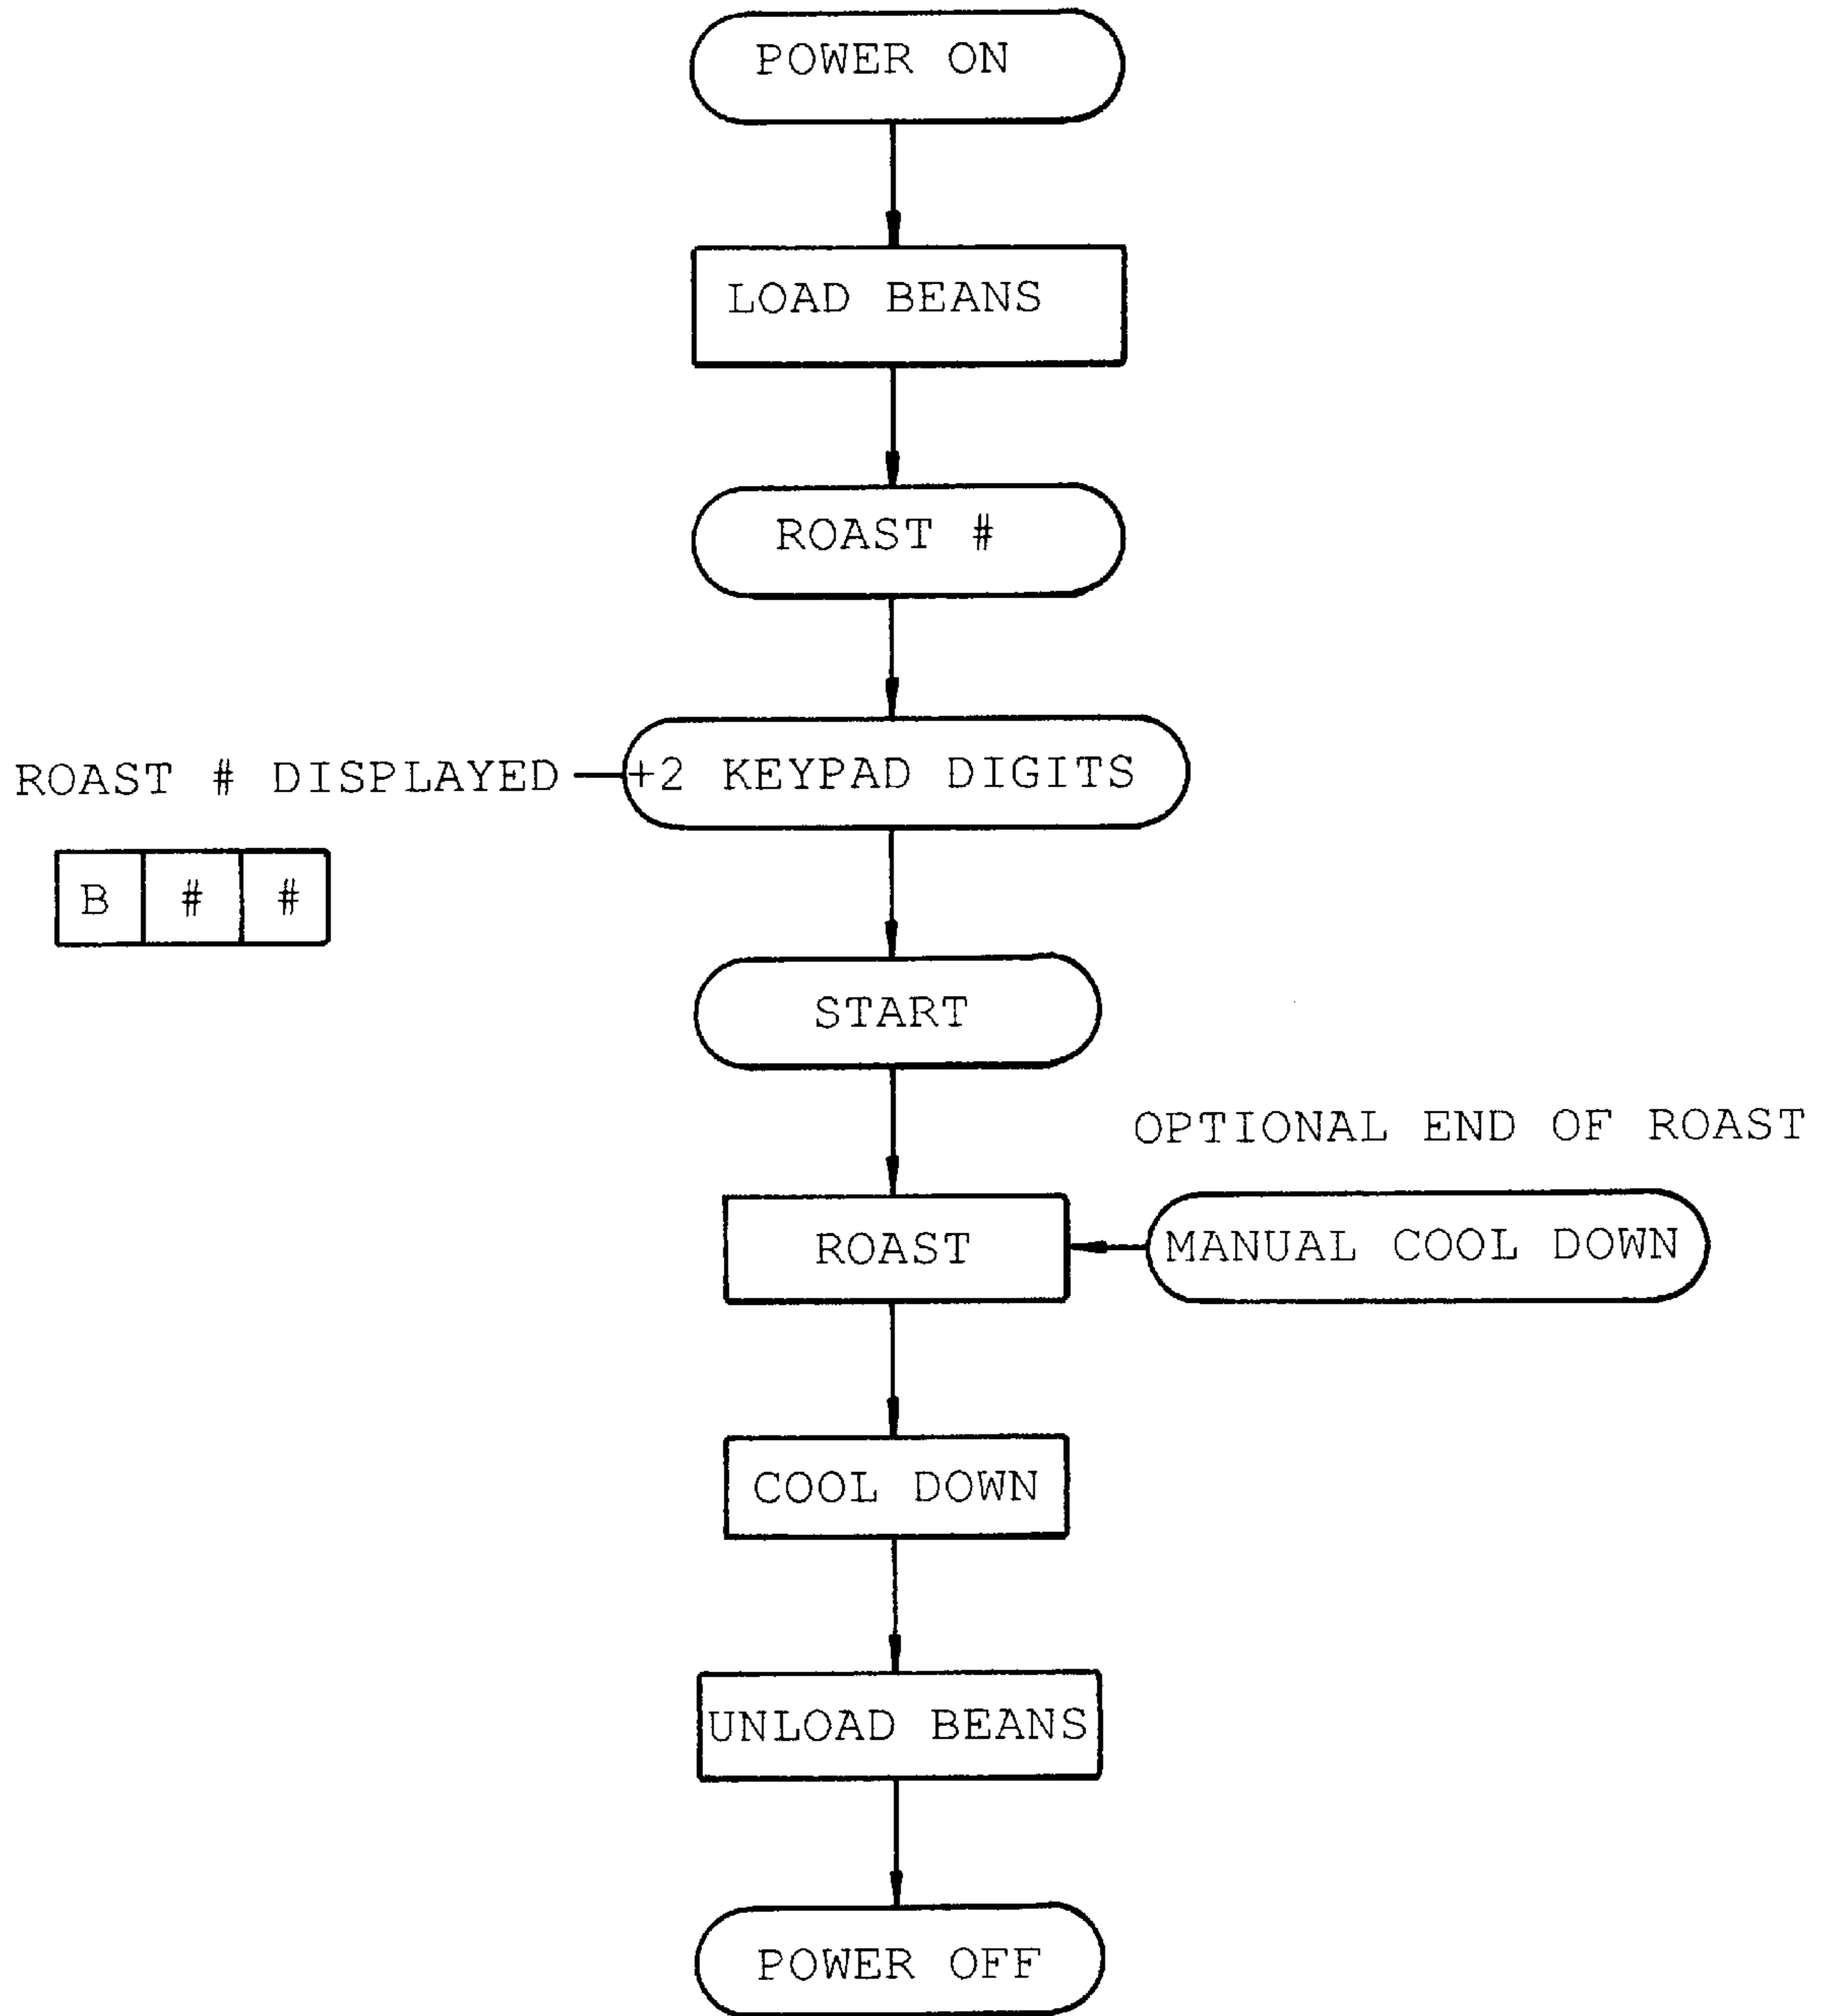 POWER ON
LOAD BEANS
ROAST #
ROAST # DISPLAYED
+2 KEYPAD DIGITS
B # #
START
OPTIONAL END OF ROAST
ROAST
MANUAL COOL DOWN
COOL DOWN
UNLOAD BEANS
POWER OFF